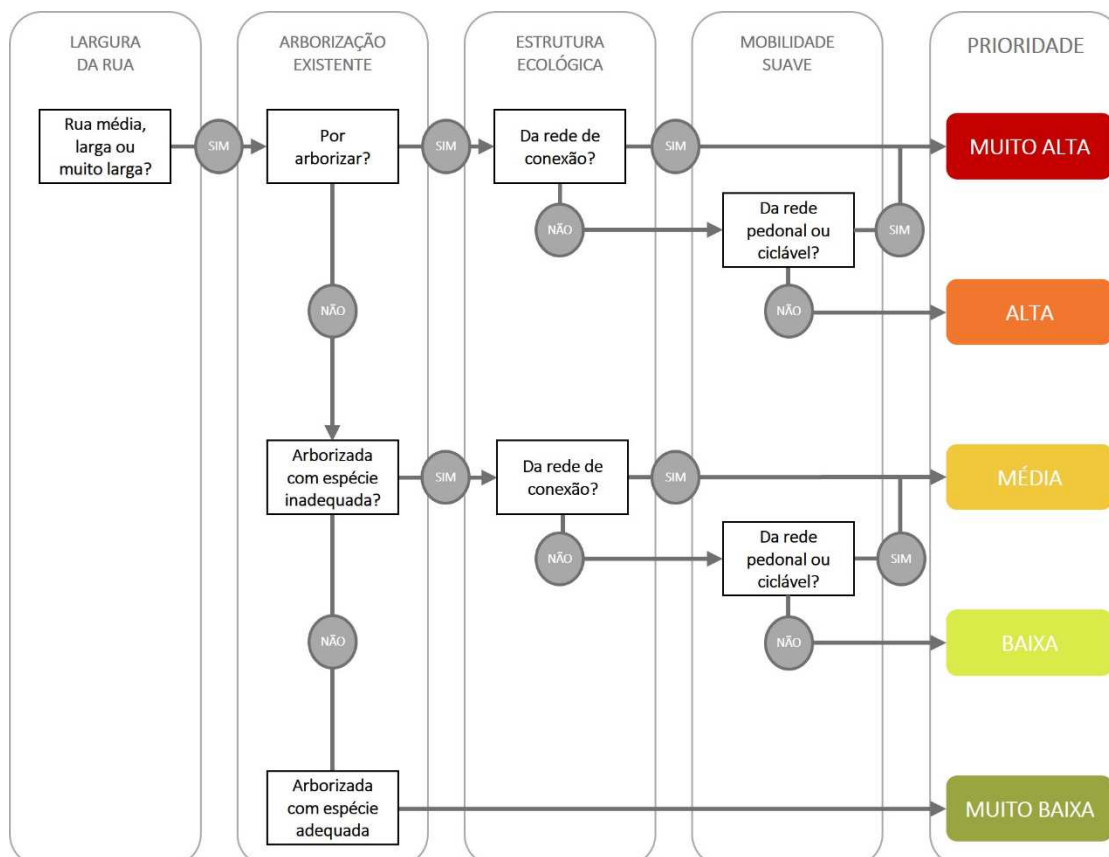 LARGURA
DA RUA
ARBORIZAÇÃO
EXISTENTE
ESTRUTURA
ECOLÓGICA
MOBILIDADE
SUAVE
PRIORIDADE
Rua média,
larga ou
muito larga?
SIM
Por
arborizar?
SIM
Da rede de
conexão?
SIM
MUITO ALTA
NÃO
Da rede
pedonal ou
ciclável?
SIM
NÃO
NÃO
ALTA
Arborizada
com espécie
inadequada?
SIM
Da rede de
conexão?
SIM
MÉDIA
NÃO
Da rede
pedonal ou
ciclável?
SIM
NÃO
NÃO
BAIXA
Arborizada
com espécie
adequada
MUITO BAIXA